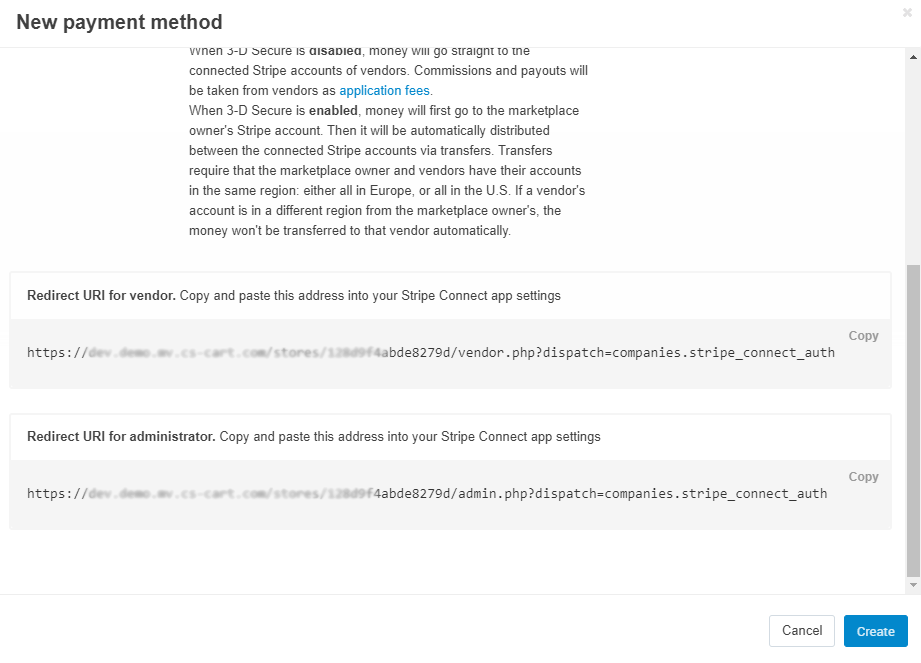 New payment method
When 3-D Secure is disabled, money will go straight to the
connected Stripe accounts of vendors. Commissions and payouts will
be taken from vendors as application fees.
When 3-D Secure is enabled, money will first go to the marketplace
owner's Stripe account. Then it will be automatically distributed
between the connected Stripe accounts via transfers. Transfers
require that the marketplace owner and vendors have their accounts
in the same region: either all in Europe, or all in the U.S. If a vendor's
account is in a different region from the marketplace owner's, the
money won't be transferred to that vendor automatically.
Redirect URI for vendor. Copy and paste this address into your Stripe Connect app settings
Copy
https://abde8279d/vendor.php?dispatch=companies.stripe_connect_auth
Redirect URI for administrator. Copy and paste this address into your Stripe Connect app settings
Copy
https://4abde8279d/admin.php?dispatch=companies.stripe_connect_auth
Cancel
Create